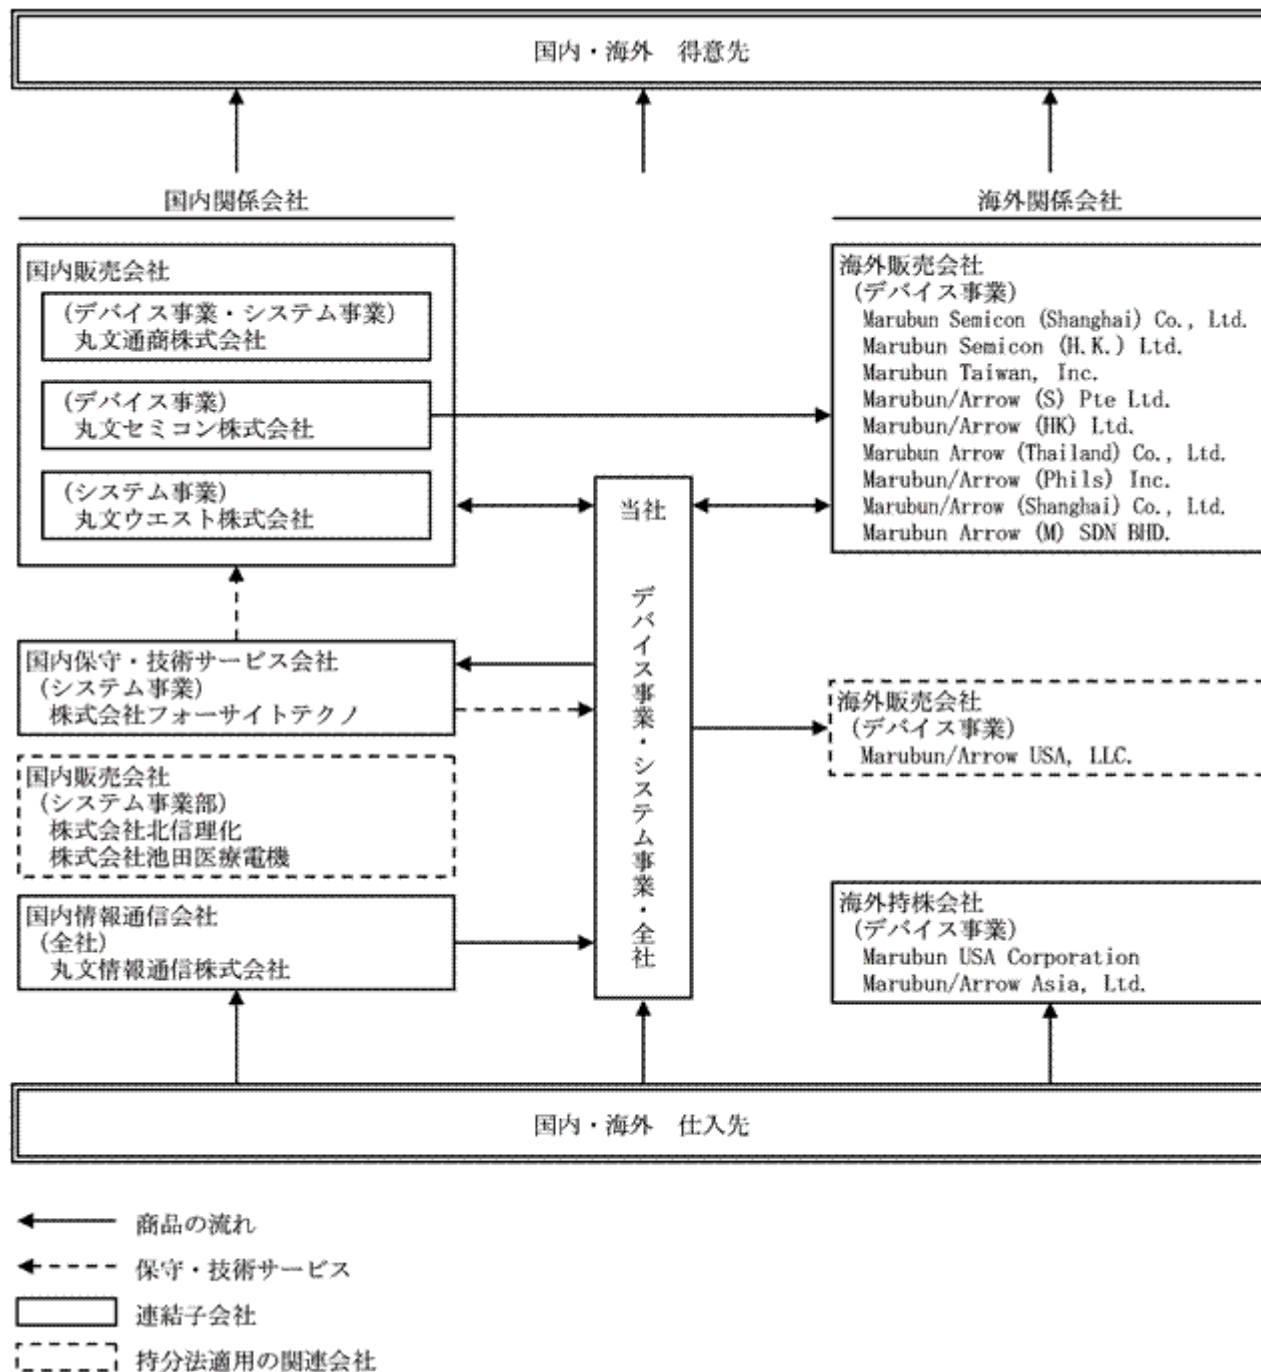 国内・海外　得意先
国内関係会社
国内販売会社
（デバイス事業・システム事業）
丸文通商株式会社
（デバイス事業）
丸文セミコン株式会社
（システム事業）
丸文ウエスト株式会社
国内保守・技術サービス会社
（システム事業）
株式会社フォーサイトテクノ
国内販売会社
（システム事業部）
株式会社北信理化
株式会社池田医療電機
国内情報通信会社
（全社）
丸文情報通信株式会社
当社
デバイス事業・システム事業・全社
海外関係会社
海外販売会社
（デバイス事業）
Marubun Semicon (Shanghai) Co., Ltd.
Marubun Semicon (H.K.) Ltd.
Marubun Taiwan, Inc.
Marubun/Arrow (S) Pte Ltd.
Marubun/Arrow (HK) Ltd.
Marubun Arrow (Thailand) Co., Ltd.
Marubun/Arrow (Phils) Inc.
Marubun/Arrow (Shanghai) Co., Ltd.
Marubun Arrow (M) SDN BHD.
海外販売会社
（デバイス事業）
Marubun/Arrow USA, LLC.
海外持株会社
（デバイス事業）
Marubun USA Corporation
Marubun/Arrow Asia, Ltd.
国内・海外　仕入先
商品の流れ
保守・技術サービス
連結子会社
持分法適用の関連会社